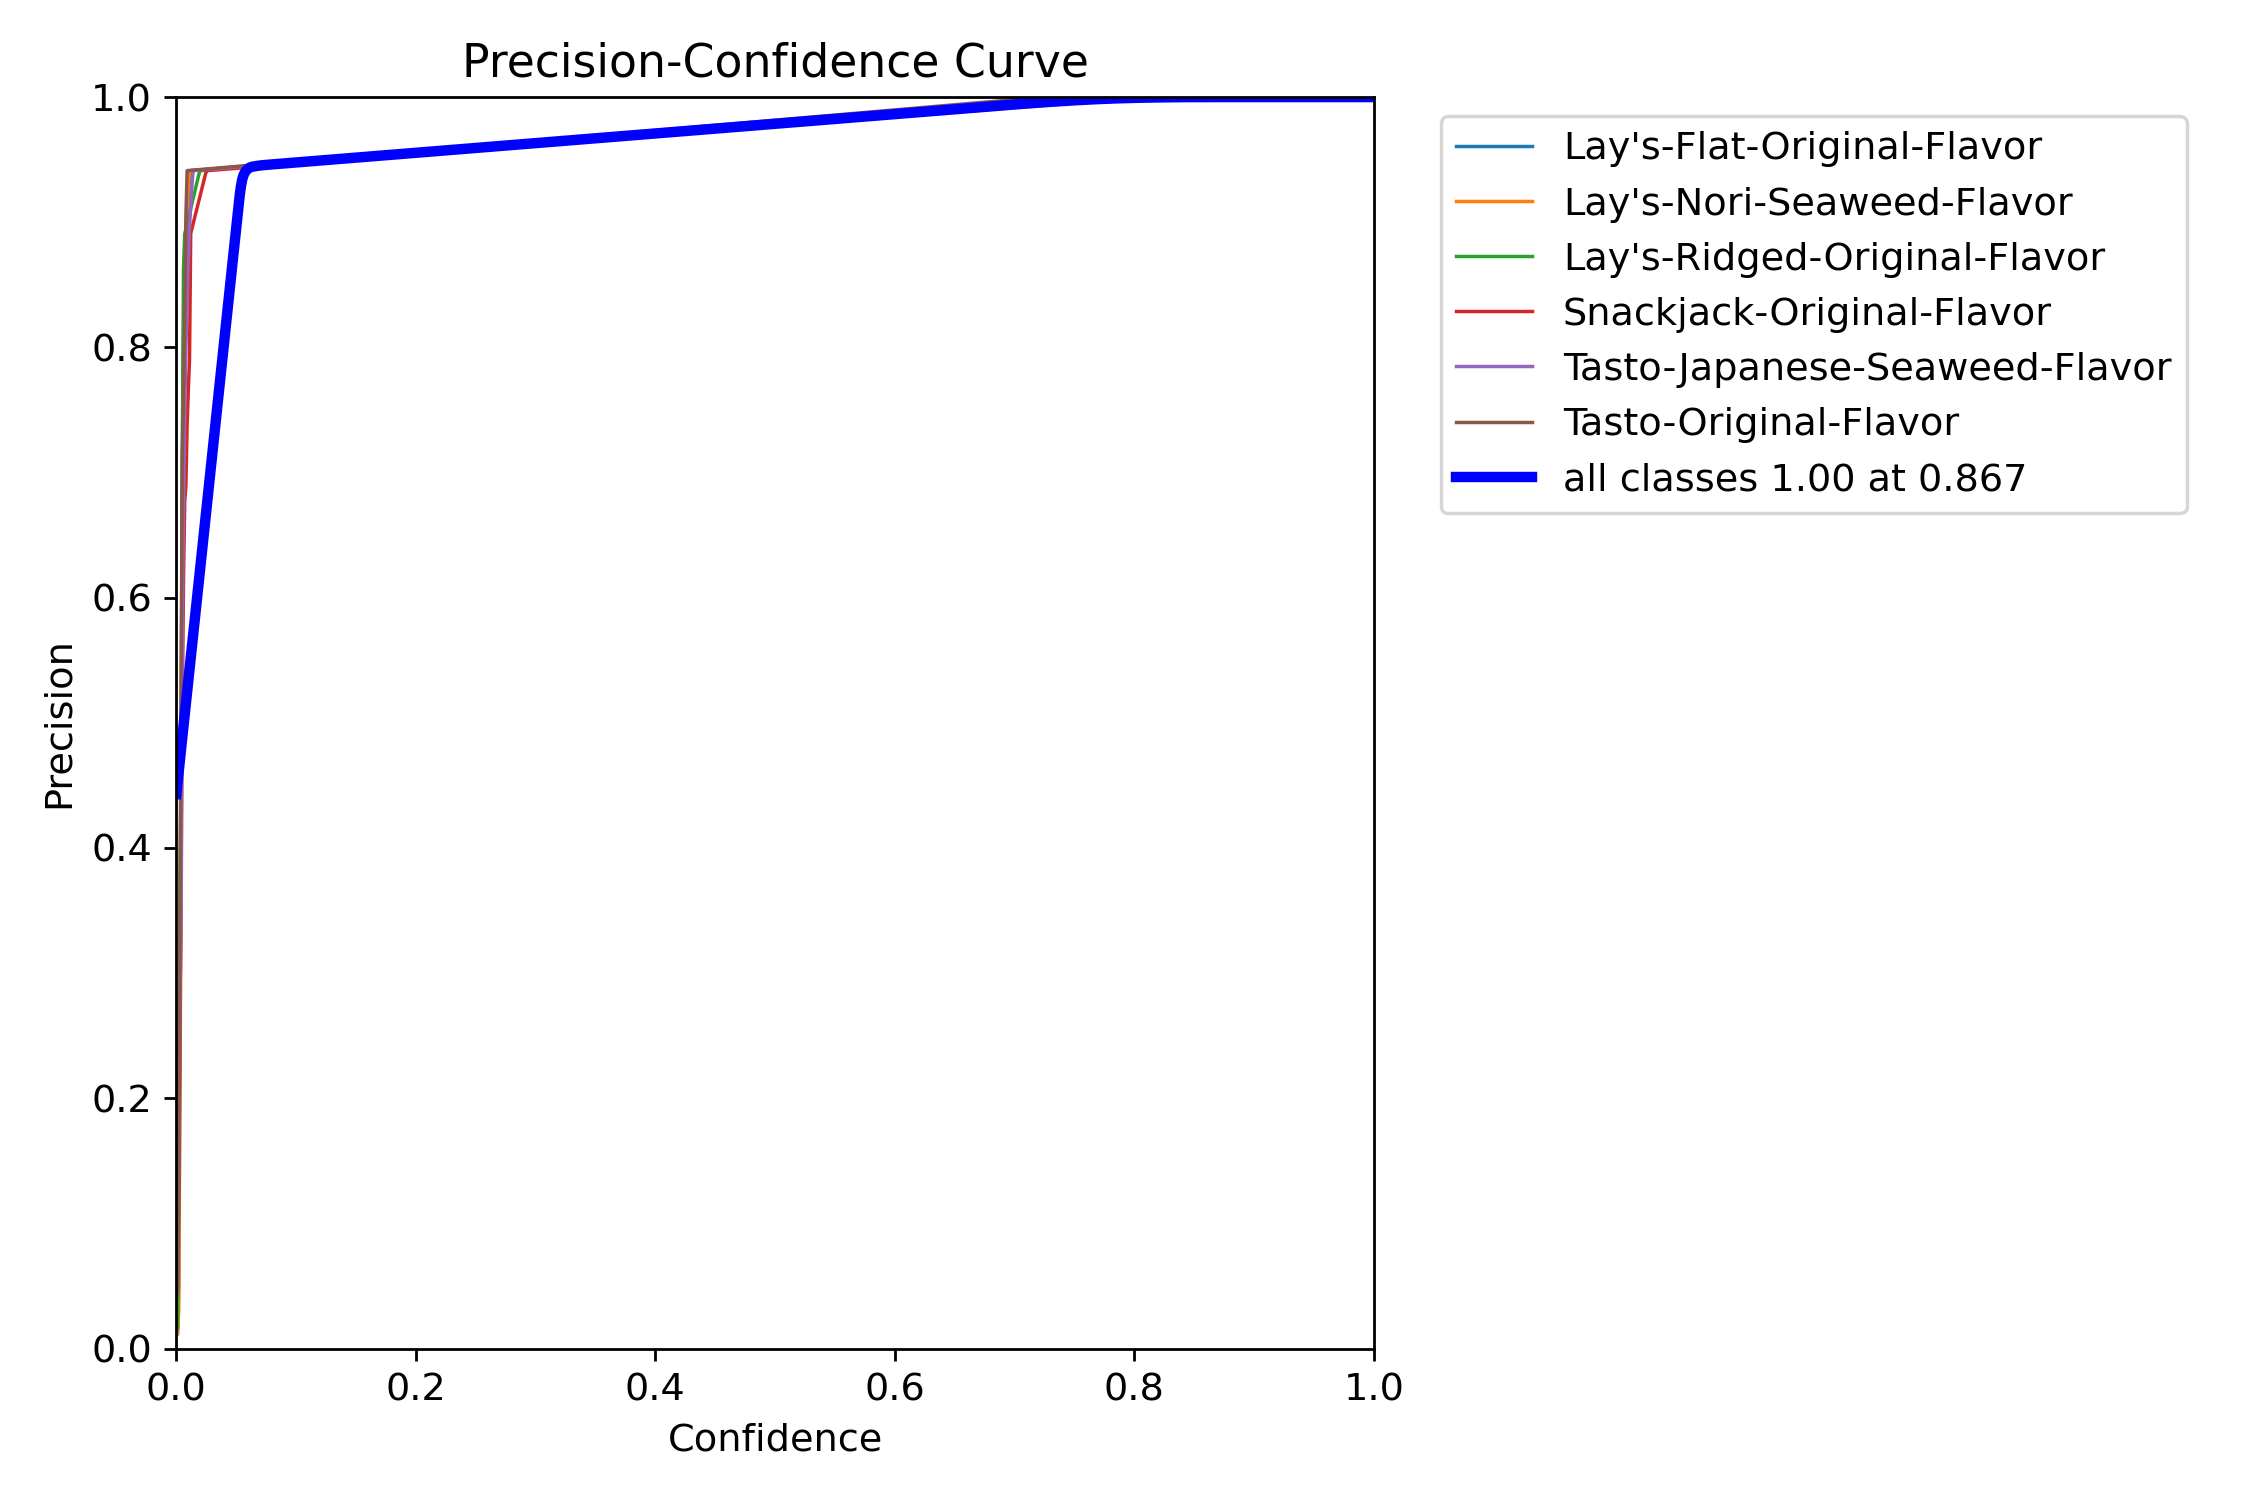 Precision-Confidence Curve
1.0
0.8
0.6
0.4
0.2
0.0
Precision
0.0 0.2 0.4 0.6 0.8 1.0
Confidence
Lay's-Flat-Original-Flavor
Lay's-Nori-Seaweed-Flavor
Lay's-Ridged-Original-Flavor
Snackjack-Original-Flavor
Tasto-Japanese-Seaweed-Flavor
Tasto-Original-Flavor
all classes 1.00 at 0.867